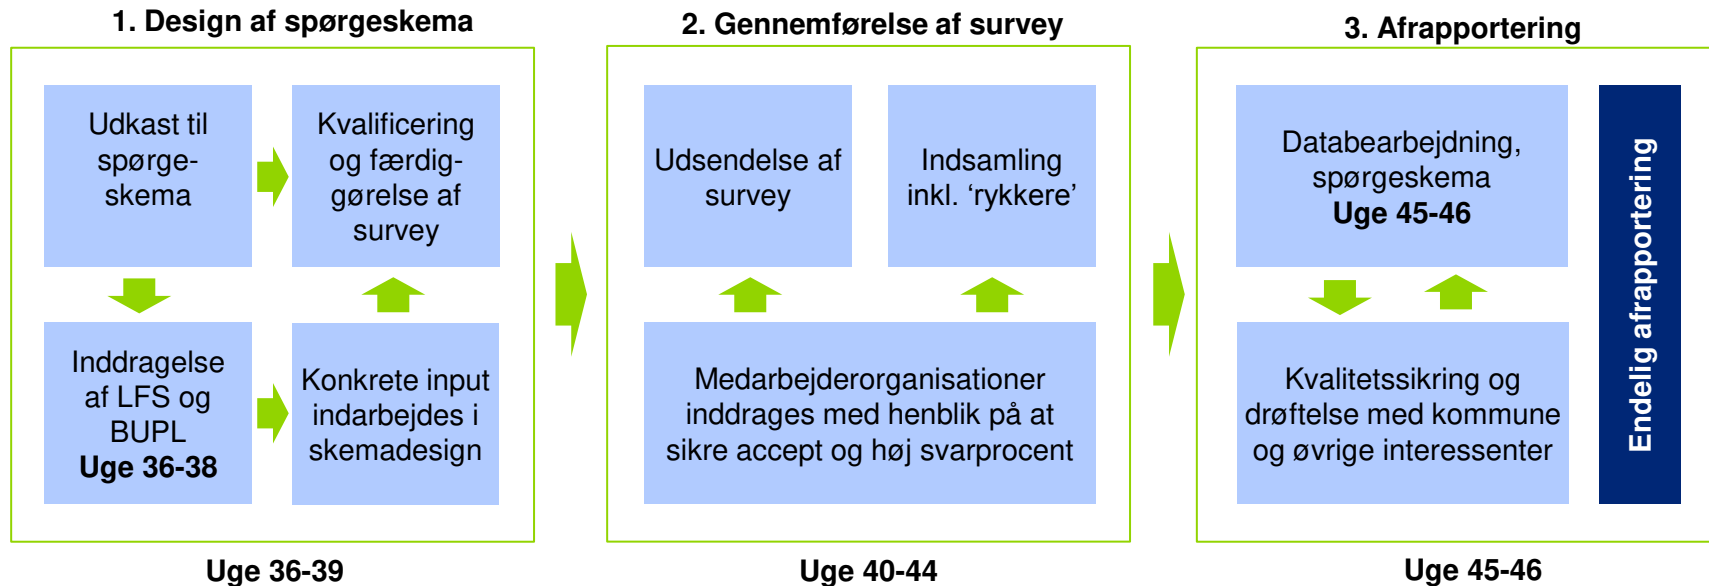 1. Design af spørgeskema
Udkast til
spørge-
skema
Kvalificering
og færdig-
gørelse af
survey
Inddragelse
af LFS og
BUPL
Uge 36-38
Konkrete input
indarbejdes i
skemadesign
Uge 36-39
2. Gennemførelse af survey
Udsendelse af
survey
Indsamling
inkl. ‘rykkere’
Medarbejderorganisationer
inddrages med henblik på at
sikre accept og høj svarprocent
Uge 40-44
3. Afrapportering
Databearbejdning,
spørgeskema
Uge 45-46
Kvalitetssikring og
drøftelse med kommune
og øvrige interessenter
Endelig afrapportering
Uge 45-46